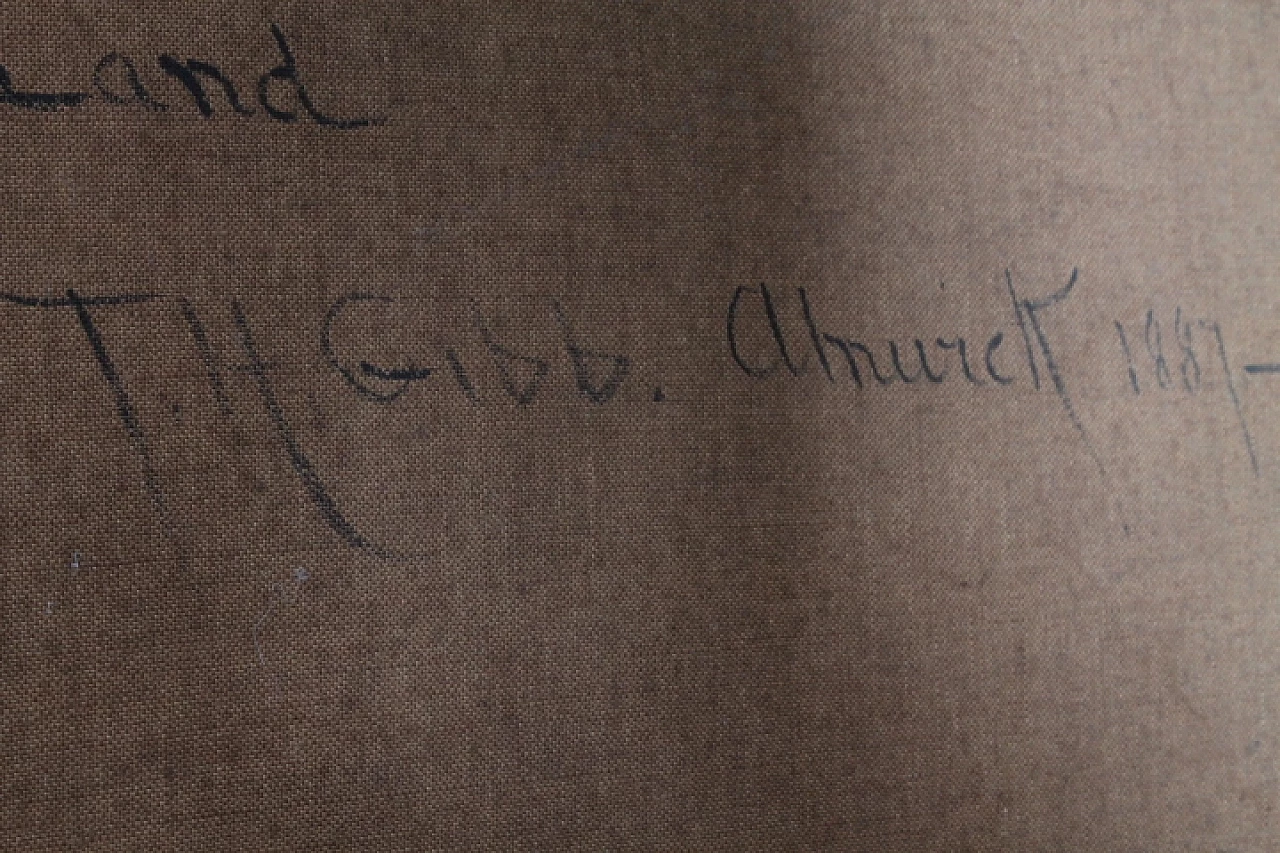 Land
T. H Gibb. Alnwick 1887-